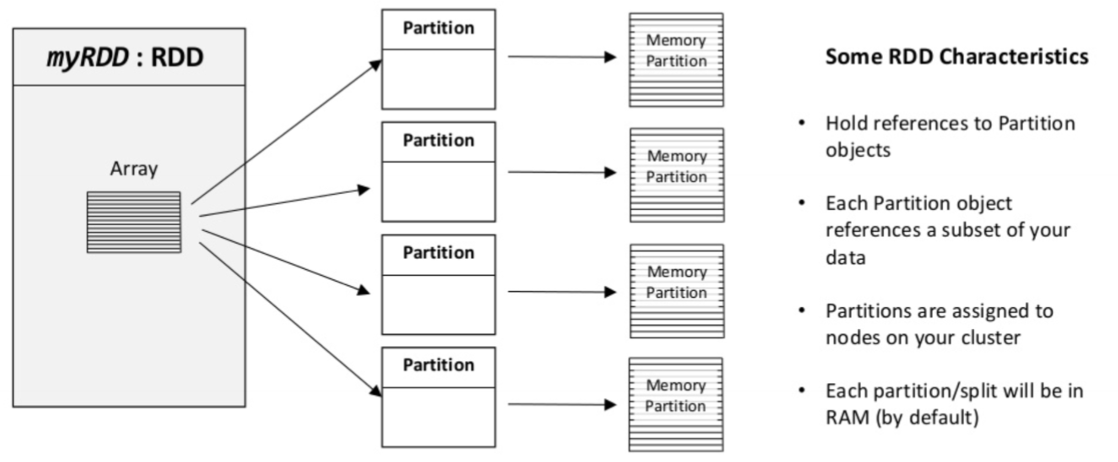 myRDD : RDD
Array
Partition
Partition
Partition
Partition
Memory
Partition
Memory
Partition
Memory
Partition
Memory
Partition
Some RDD Characteristics
• Hold references to Partition
objects
• Each Partition object
references a subset of your
data
• Partitions are assigned to
nodes on your cluster
• Each partition/split will be in
RAM (by default)